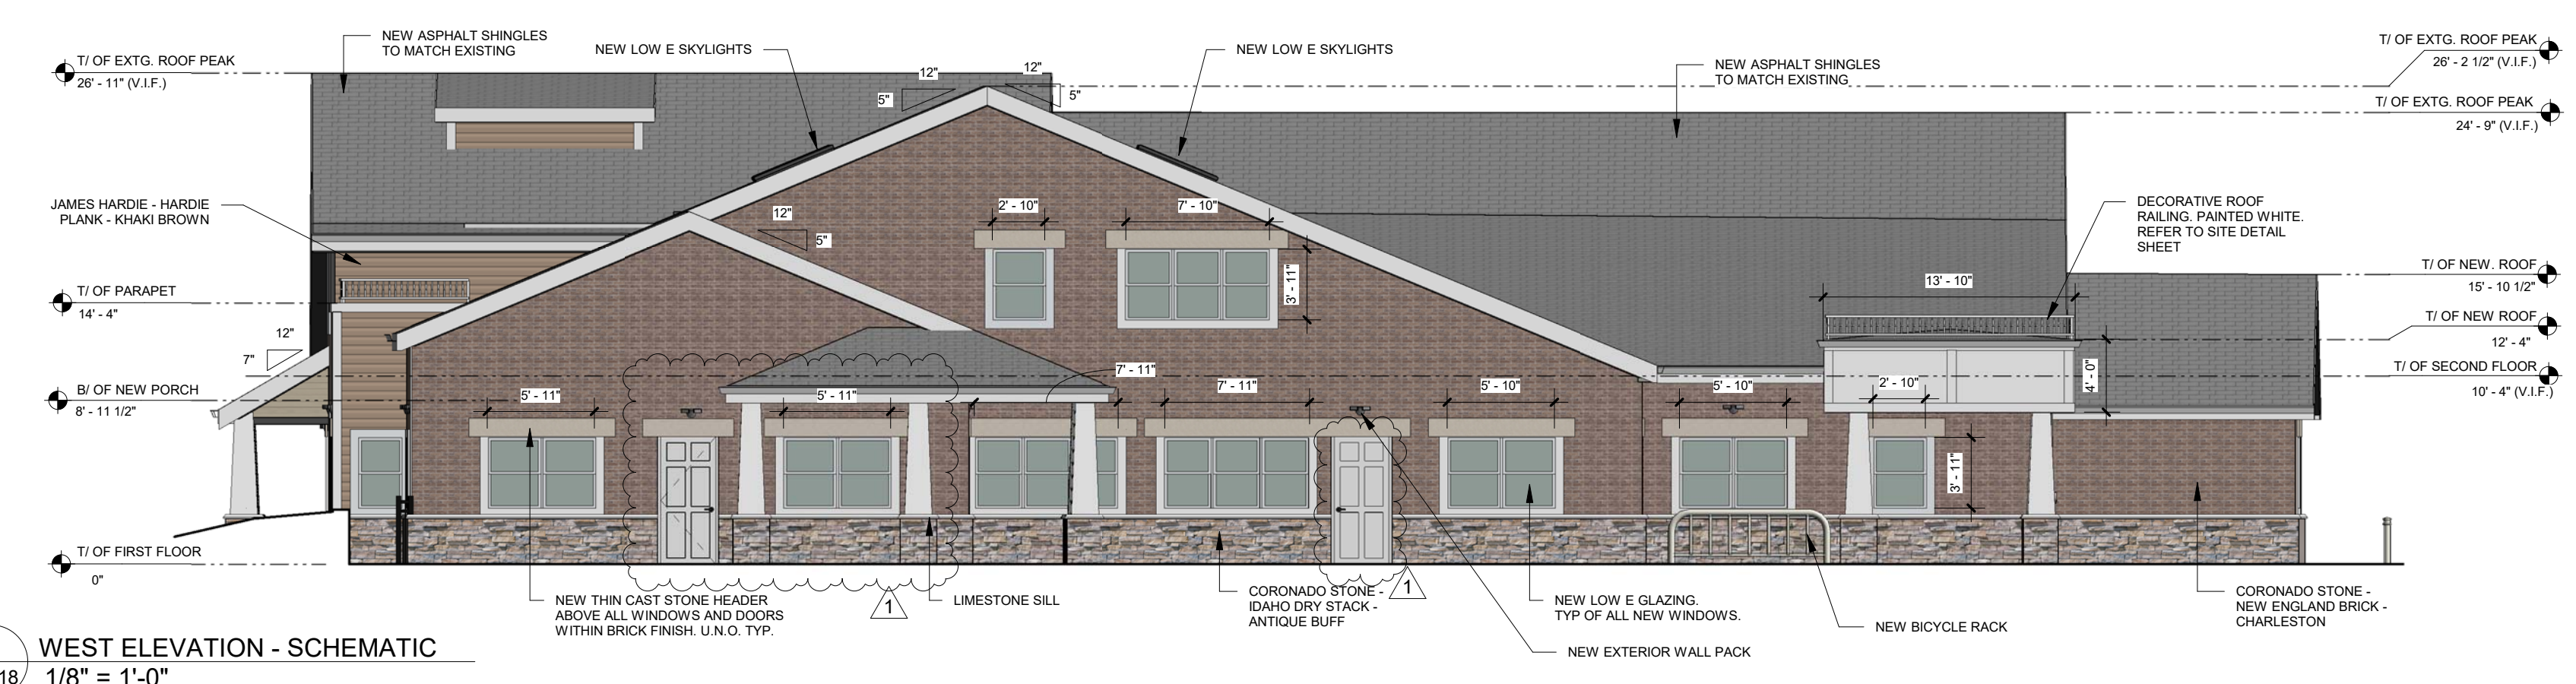 NEW ASPHALT SHINGLES
TO MATCH EXISTING
NEW LOW E SKYLIGHTS
NEW LOW E SKYLIGHTS
NEW ASPHALT SHINGLES
TO MATCH EXISTING
T/ OF EXTG. ROOF PEAK
26' - 11" (V.I.F.)
T/ OF EXTG. ROOF PEAK
26' - 2 1/2" (V.I.F.)
T/ OF EXTG. ROOF PEAK
24' - 9" (V.I.F.)
12"
5"
12"
5"
JAMES HARDIE - HARDIE
PLANK - KHAKI BROWN
12"
5"
2' - 10"
7' - 10"
3' - 11"
DECORATIVE ROOF
RAILING. PAINTED WHITE.
REFER TO SITE DETAIL
SHEET
T/ OF PARAPET
14' - 4"
13' - 10"
T/ OF NEW. ROOF
15' - 10 1/2"
T/ OF NEW ROOF
12' - 4"
12"
7"
T/ OF SECOND FLOOR
10' - 4" (V.I.F.)
B/ OF NEW PORCH
8' - 11 1/2"
5' - 11"
5' - 11"
7' - 11"
7' - 11"
5' - 10"
5' - 10"
2' - 10"
4' - 0"
3' - 11"
T/ OF FIRST FLOOR
0"
NEW THIN CAST STONE HEADER
ABOVE ALL WINDOWS AND DOORS
WITHIN BRICK FINISH. U.N.O. TYP.
1
LIMESTONE SILL
CORONADO STONE -
IDAHO DRY STACK -
ANTIQUE BUFF
1
NEW LOW E GLAZING.
TYP OF ALL NEW WINDOWS.
NEW EXTERIOR WALL PACK
NEW BICYCLE RACK
CORONADO STONE -
NEW ENGLAND BRICK -
CHARLESTON
18
WEST ELEVATION - SCHEMATIC
1/8" = 1'-0"